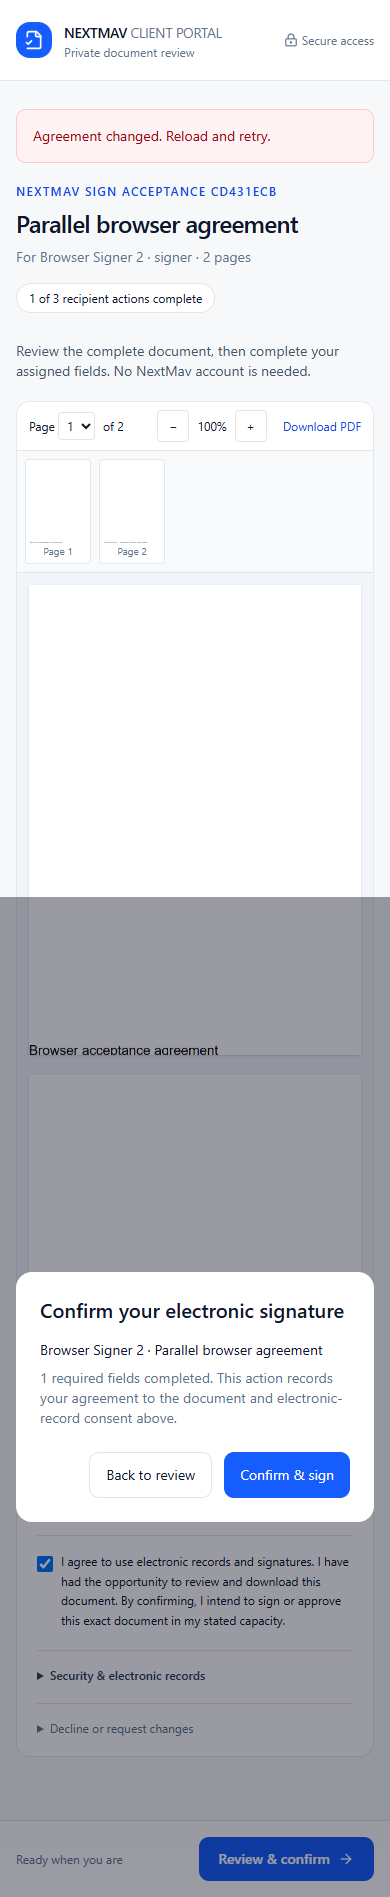 NEXTMAV CLIENT PORTAL
Private document review
Secure access
Agreement changed. Reload and retry.
NEXTMAV SIGN ACCEPTANCE CD431ECB
Parallel browser agreement
For Browser Signer 2 · signer · 2 pages
1 of 3 recipient actions complete
Review the complete document, then complete your
assigned fields. No NextMav account is needed.
Page 1 of 2 − 100% + Download PDF
Page 1 Page 2
Browser acceptance agreement
Confirm your electronic signature
Browser Signer 2 · Parallel browser agreement
1 required fields completed. This action records
your agreement to the document and electronic-
record consent above.
Back to review Confirm & sign
I agree to use electronic records and signatures. I have
had the opportunity to review and download this
document. By confirming, I intend to sign or approve
this exact document in my stated capacity.
Security & electronic records
Decline or request changes
Ready when you are Review & confirm